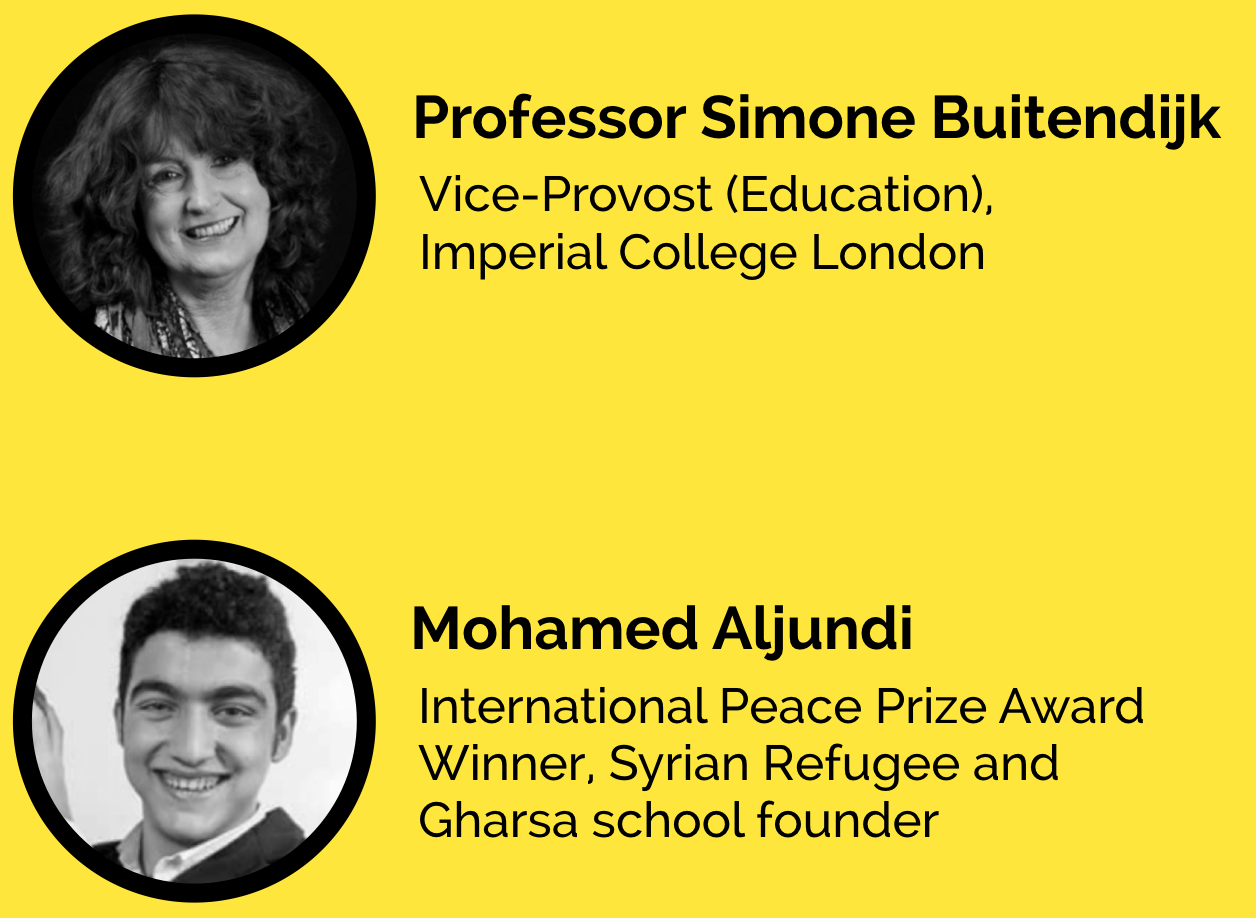 Professor Simone Buitendijk
Vice-Provost (Education),
Imperial College London
Mohamed Aljundi
International Peace Prize Award
Winner, Syrian Refugee and
Gharsa school founder